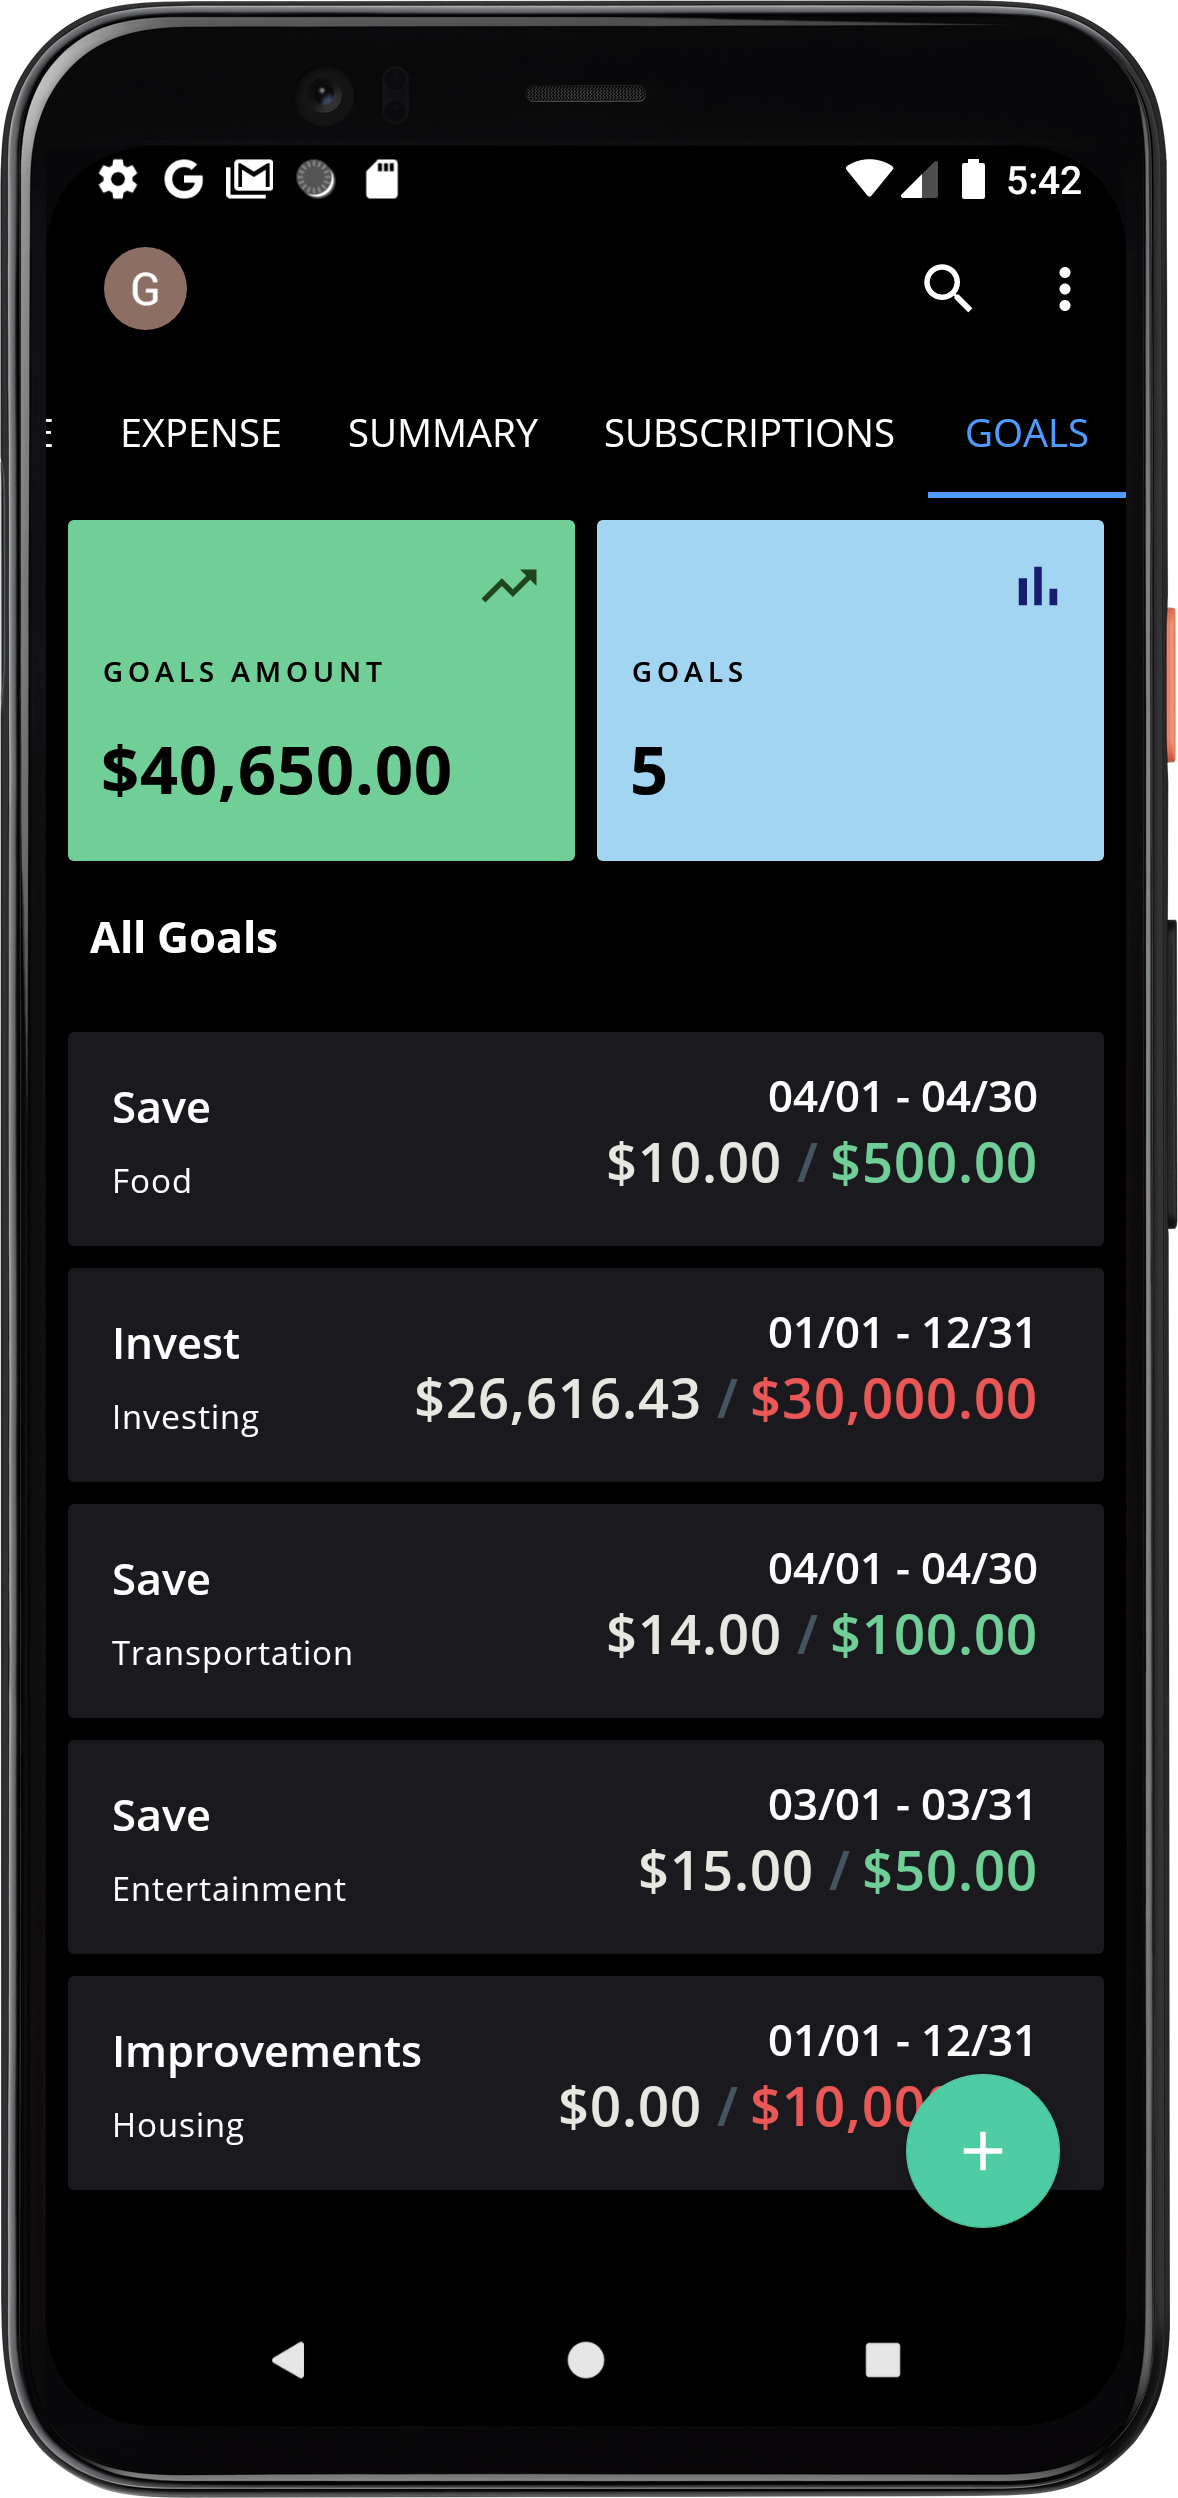 5:42
G
E EXPENSE SUMMARY SUBSCRIPTIONS GOALS
GOALS AMOUNT
$40,650.00
GOALS
5
All Goals
Save
04/01 - 04/30
Food
$10.00 / $500.00
Invest
01/01 - 12/31
Investing
$26,616.43 / $30,000.00
Save
04/01 - 04/30
Transportation
$14.00 / $100.00
Save
03/01 - 03/31
Entertainment
$15.00 / $50.00
Improvements
01/01 - 12/31
Housing
$0.00 / $10,00